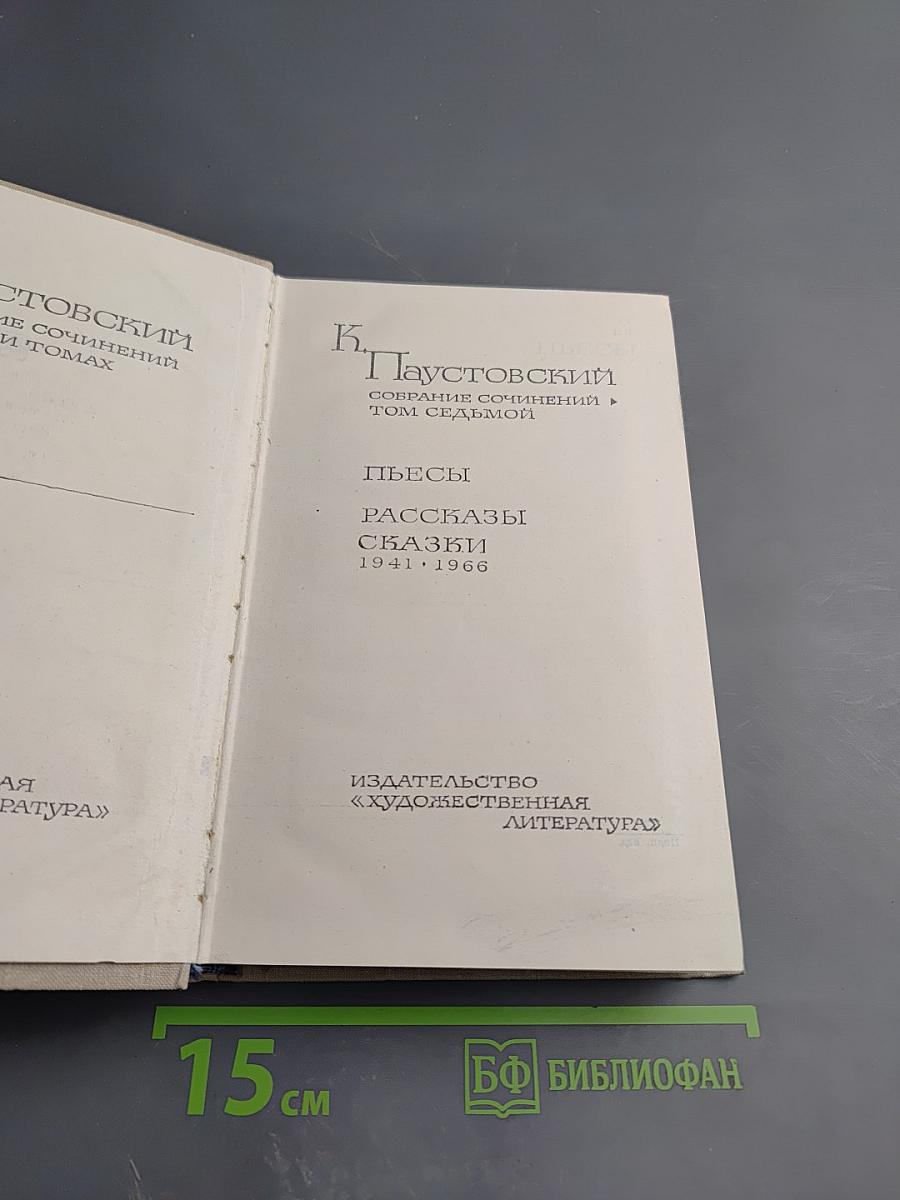 СТОВСКИЙ
ИЕ СОЧИНЕНИЙ
И ТОМАХ
АЯ
РАТУРА»
К. Паустовский
СОБРАНИЕ СОЧИНЕНИЙ ▸
ТОМ СЕДЬМОЙ
ПЬЕСЫ
РАССКАЗЫ
СКАЗКИ
1941 • 1966
ИЗДАТЕЛЬСТВО
«ХУДОЖЕСТВЕННАЯ
ЛИТЕРАТУРА»
15 см
БФ БИБЛИОФАН